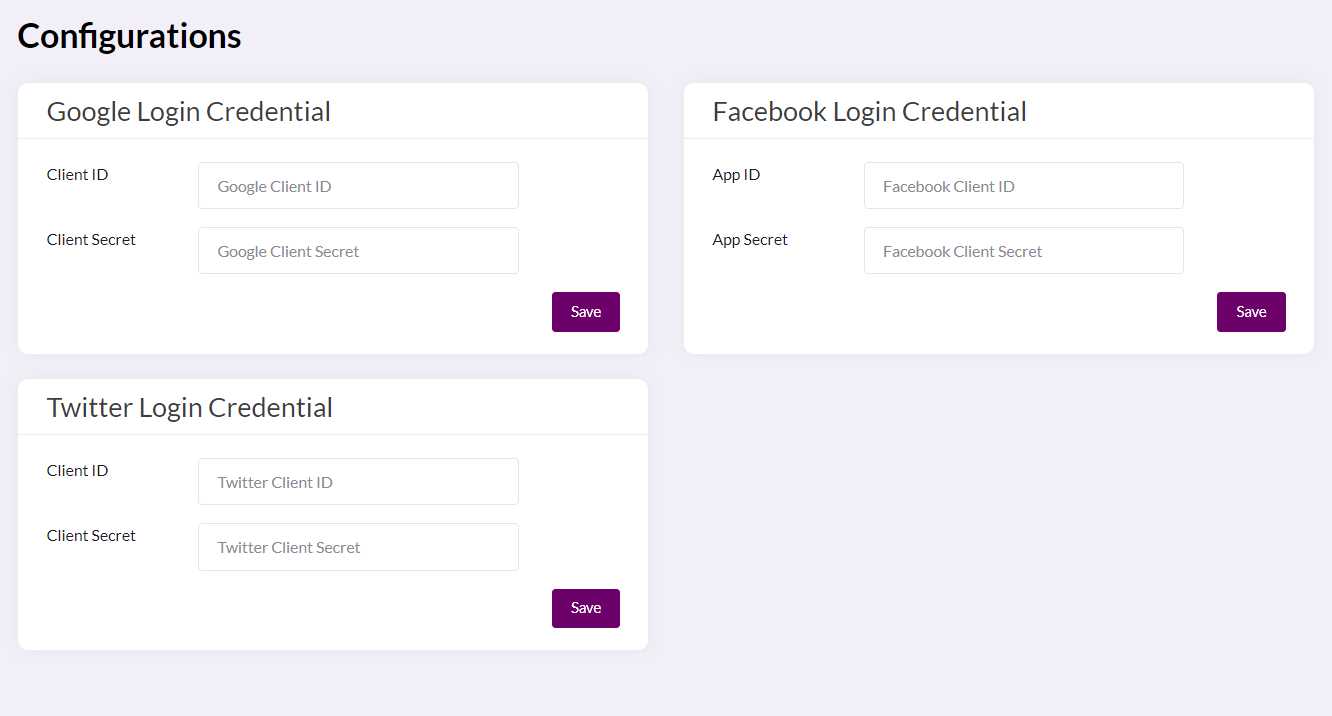 Configurations
Google Login Credential
Client ID
Google Client ID
Client Secret
Google Client Secret
Save
Facebook Login Credential
App ID
Facebook Client ID
App Secret
Facebook Client Secret
Save
Twitter Login Credential
Client ID
Twitter Client ID
Client Secret
Twitter Client Secret
Save